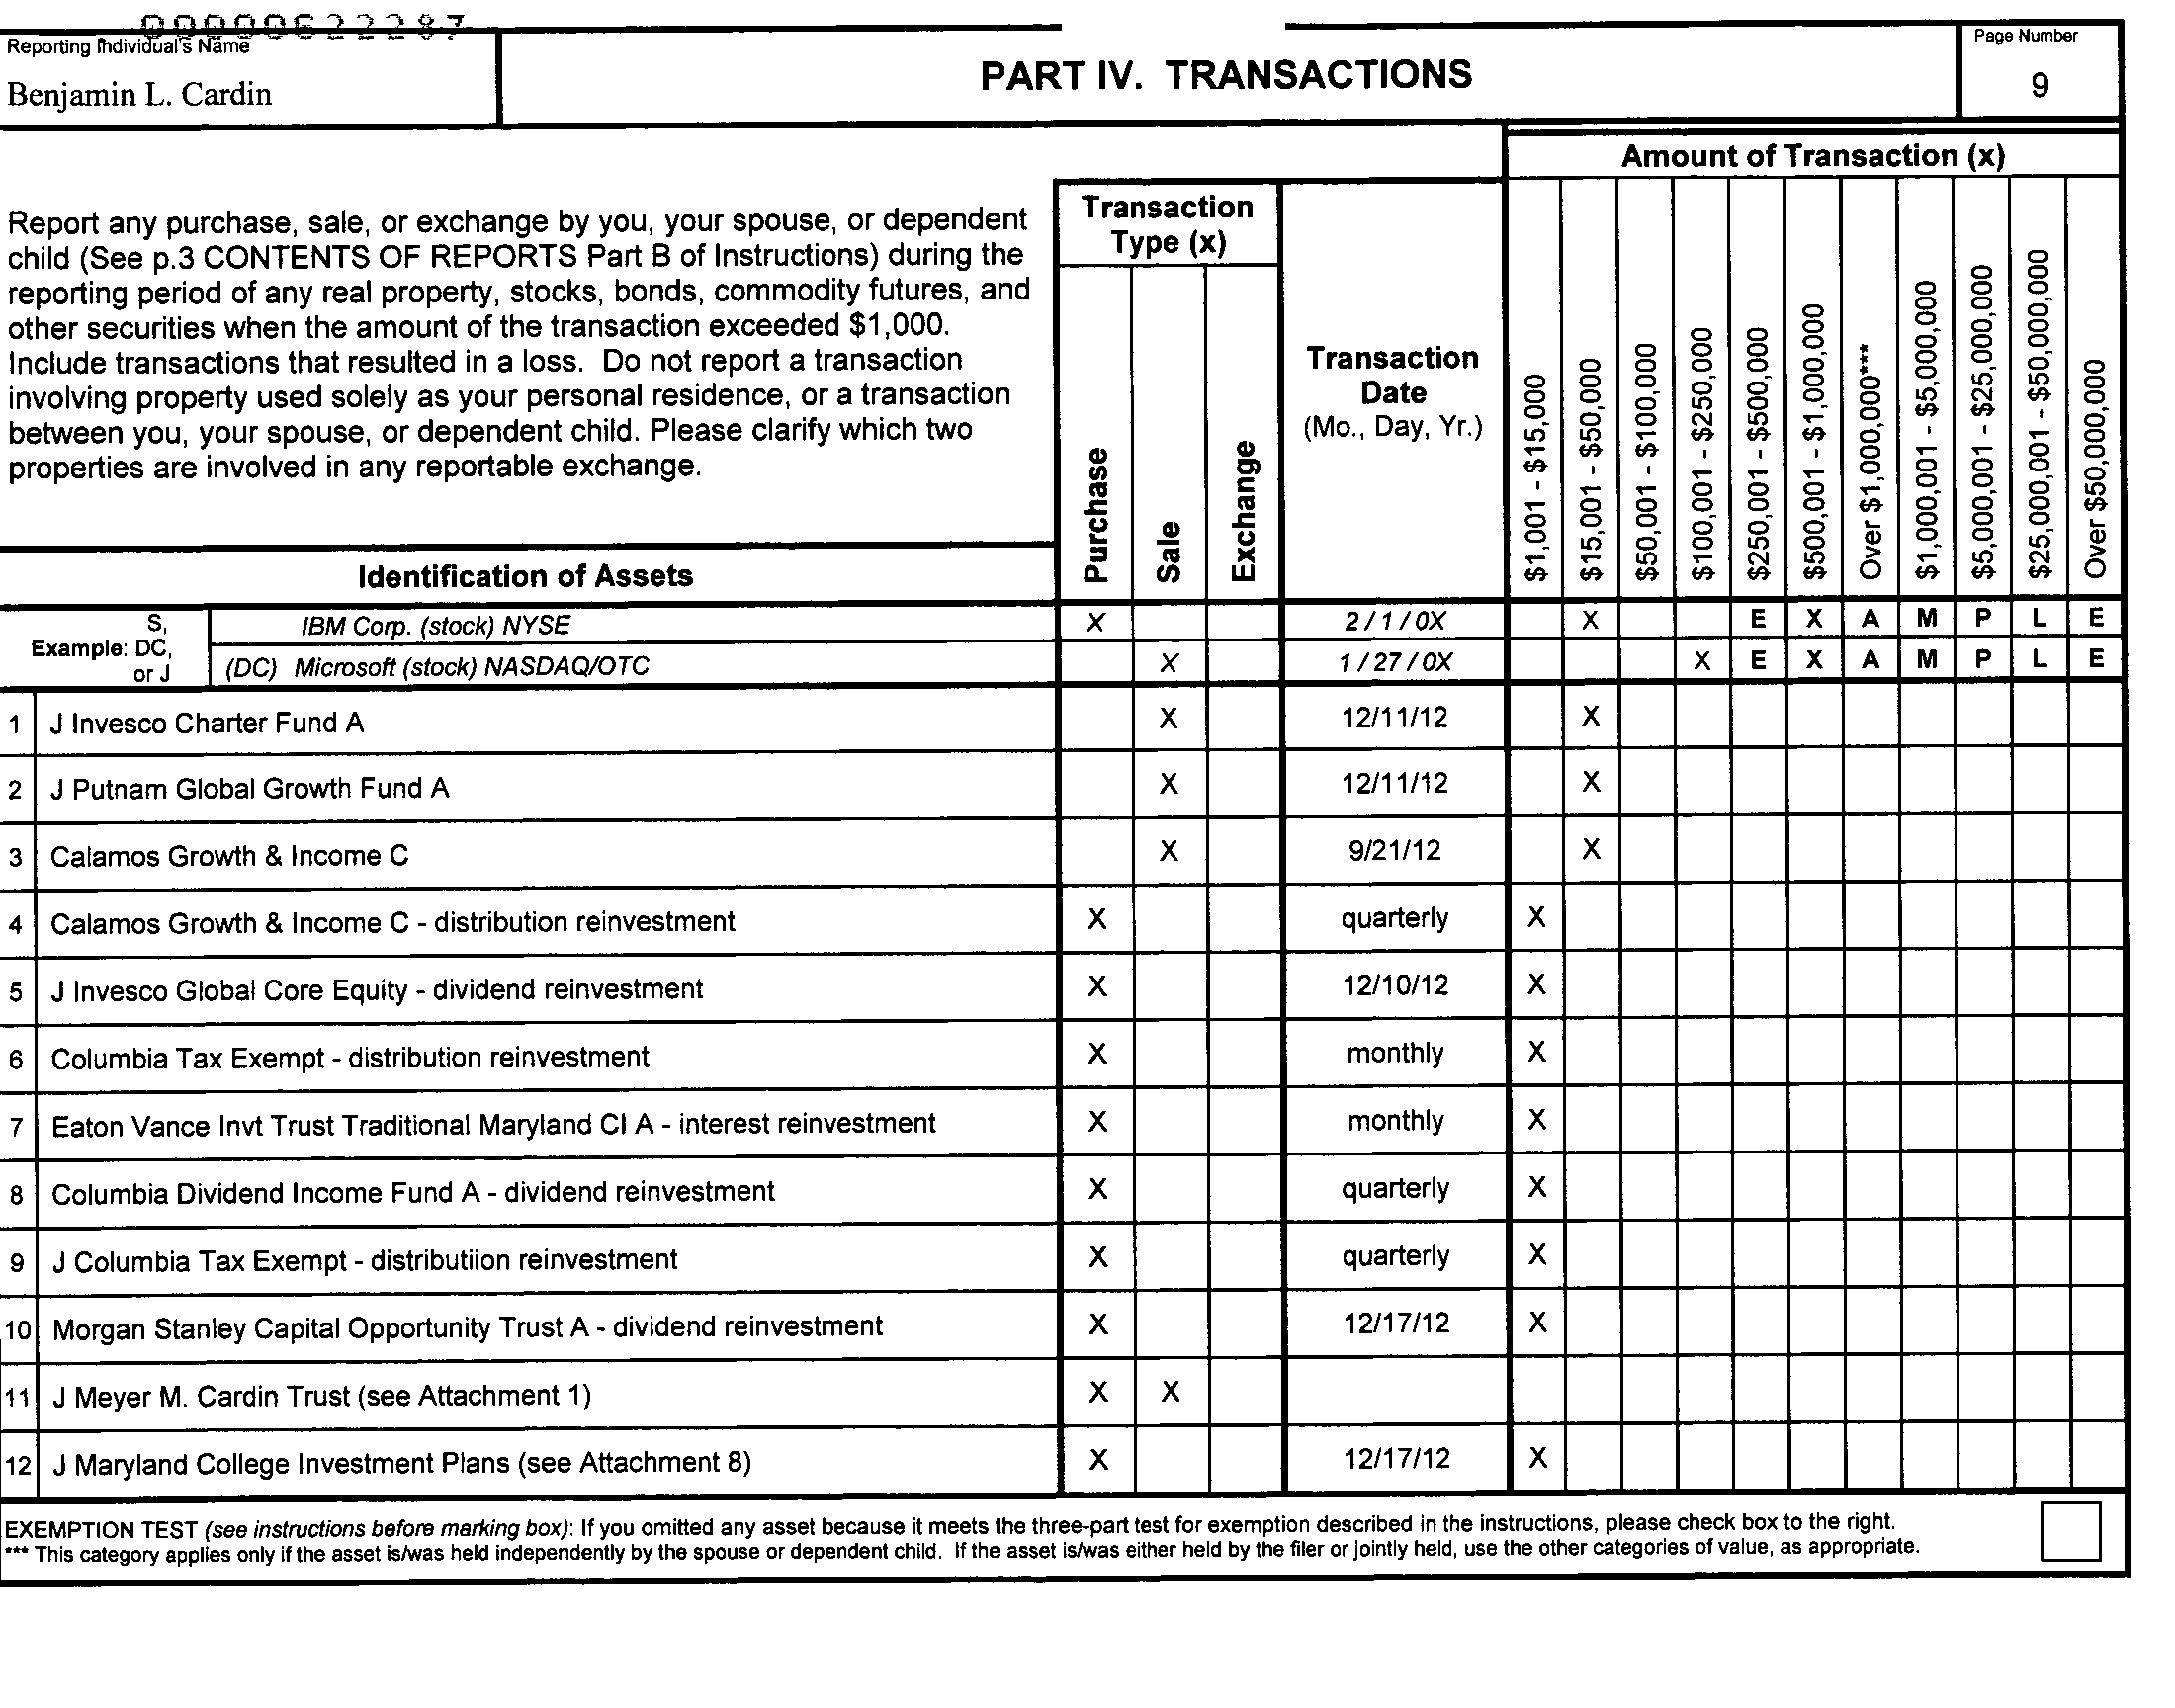 00000622287
Reporting Individual's Name
Benjamin L. Cardin
PART IV. TRANSACTIONS
Page Number
9
Amount of Transaction (x)
Report any purchase, sale, or exchange by you, your spouse, or dependent
child (See p.3 CONTENTS OF REPORTS Part B of Instructions) during the
reporting period of any real property, stocks, bonds, commodity futures, and
other securities when the amount of the transaction exceeded $1,000.
Include transactions that resulted in a loss. Do not report a transaction
involving property used solely as your personal residence, or a transaction
between you, your spouse, or dependent child. Please clarify which two
properties are involved in any reportable exchange.
Transaction
Type (x)
Purchase
Sale
Exchange
Transaction
Date
(Mo., Day, Yr.)
$1,001 - $15,000
$15,001 - $50,000
$50,001 - $100,000
$100,001 - $250,000
$250,001 - $500,000
$500,001 - $1,000,000
Over $1,000,000***
$1,000,001 - $5,000,000
$5,000,001 - $25,000,000
$25,000,001 - $50,000,000
Over $50,000,000
Identification of Assets
Example: S, DC, or J
IBM Corp. (stock) NYSE X 2 / 1 / 0X X E X A M P L E
(DC) Microsoft (stock) NASDAQ/OTC X 1 / 27 / 0X X E X A M P L E
1 J Invesco Charter Fund A X 12/11/12 X
2 J Putnam Global Growth Fund A X 12/11/12 X
3 Calamos Growth & Income C X 9/21/12 X
4 Calamos Growth & Income C - distribution reinvestment X quarterly X
5 J Invesco Global Core Equity - dividend reinvestment X 12/10/12 X
6 Columbia Tax Exempt - distribution reinvestment X monthly X
7 Eaton Vance Invt Trust Traditional Maryland Cl A - interest reinvestment X monthly X
8 Columbia Dividend Income Fund A - dividend reinvestment X quarterly X
9 J Columbia Tax Exempt - distributiion reinvestment X quarterly X
10 Morgan Stanley Capital Opportunity Trust A - dividend reinvestment X 12/17/12 X
11 J Meyer M. Cardin Trust (see Attachment 1) X X
12 J Maryland College Investment Plans (see Attachment 8) X 12/17/12 X
EXEMPTION TEST (see instructions before marking box): If you omitted any asset because it meets the three-part test for exemption described in the instructions, please check box to the right.
*** This category applies only if the asset is/was held independently by the spouse or dependent child. If the asset is/was either held by the filer or jointly held, use the other categories of value, as appropriate.